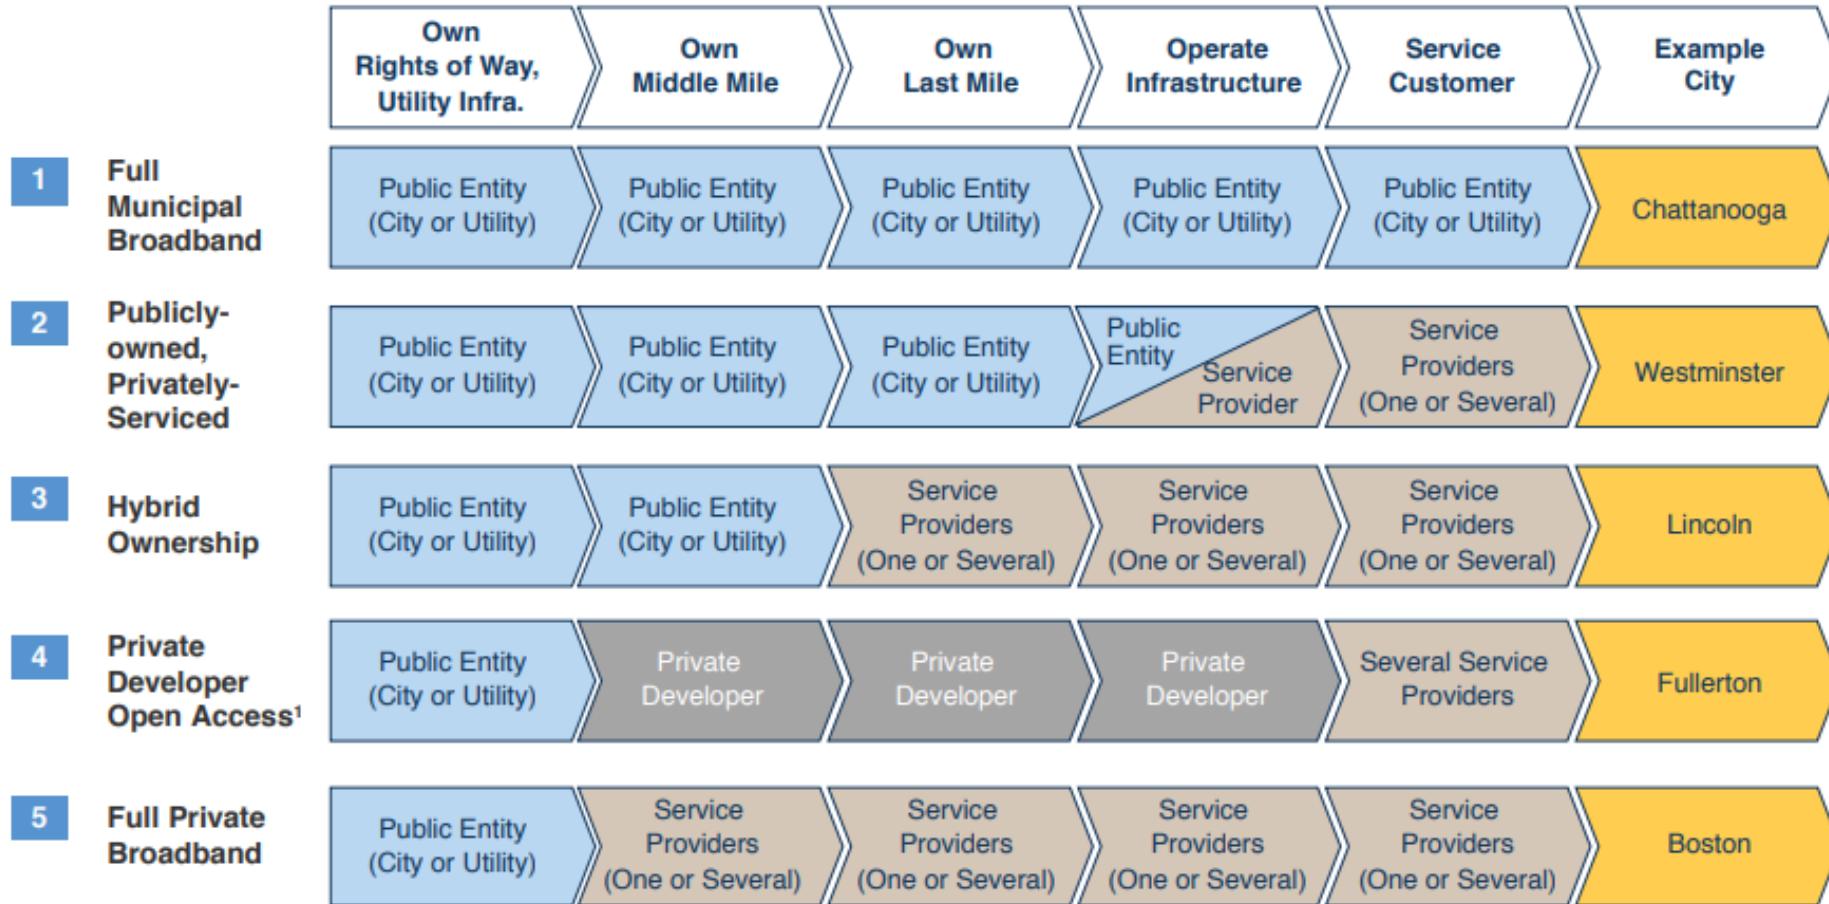 Own
Rights of Way,
Utility Infra.
Own
Middle Mile
Own
Last Mile
Operate
Infrastructure
Service
Customer
Example
City
1
Full
Municipal
Broadband
Public Entity
(City or Utility)
Public Entity
(City or Utility)
Public Entity
(City or Utility)
Public Entity
(City or Utility)
Public Entity
(City or Utility)
Chattanooga
2
Publicly-
owned,
Privately-
Serviced
Public Entity
(City or Utility)
Public Entity
(City or Utility)
Public Entity
(City or Utility)
Public
Entity
Service
Provider
Service
Providers
(One or Several)
Westminster
3
Hybrid
Ownership
Public Entity
(City or Utility)
Public Entity
(City or Utility)
Service
Providers
(One or Several)
Service
Providers
(One or Several)
Service
Providers
(One or Several)
Lincoln
4
Private
Developer
Open Access¹
Public Entity
(City or Utility)
Private
Developer
Private
Developer
Private
Developer
Several Service
Providers
Fullerton
5
Full Private
Broadband
Public Entity
(City or Utility)
Service
Providers
(One or Several)
Service
Providers
(One or Several)
Service
Providers
(One or Several)
Service
Providers
(One or Several)
Boston